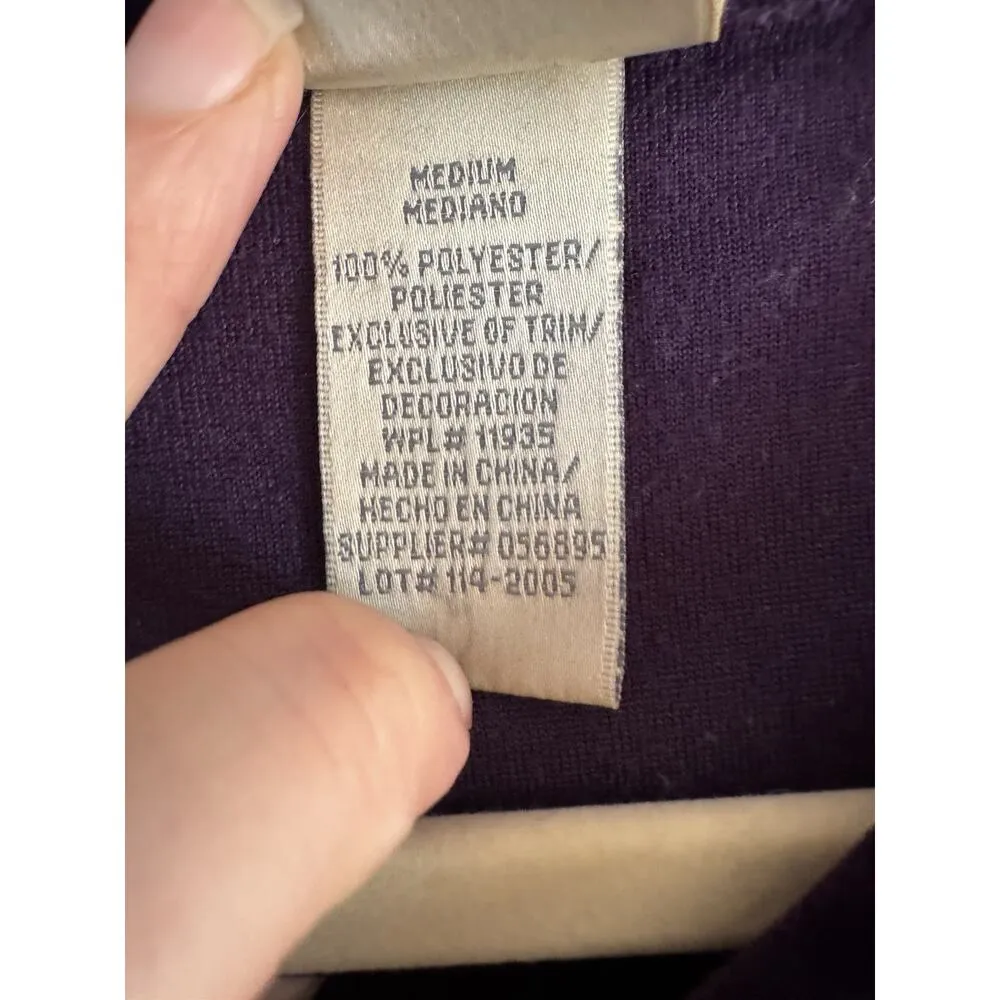 MEDIUM
MEDIANO
100% POLYESTER/
POLIESTER
EXCLUSIVE OF TRIM/
EXCLUSIVO DE
DECORACION
WPL# 11935
MADE IN CHINA/
HECHO EN CHINA
SUPPLIER# 056895
LOT# 114-2005